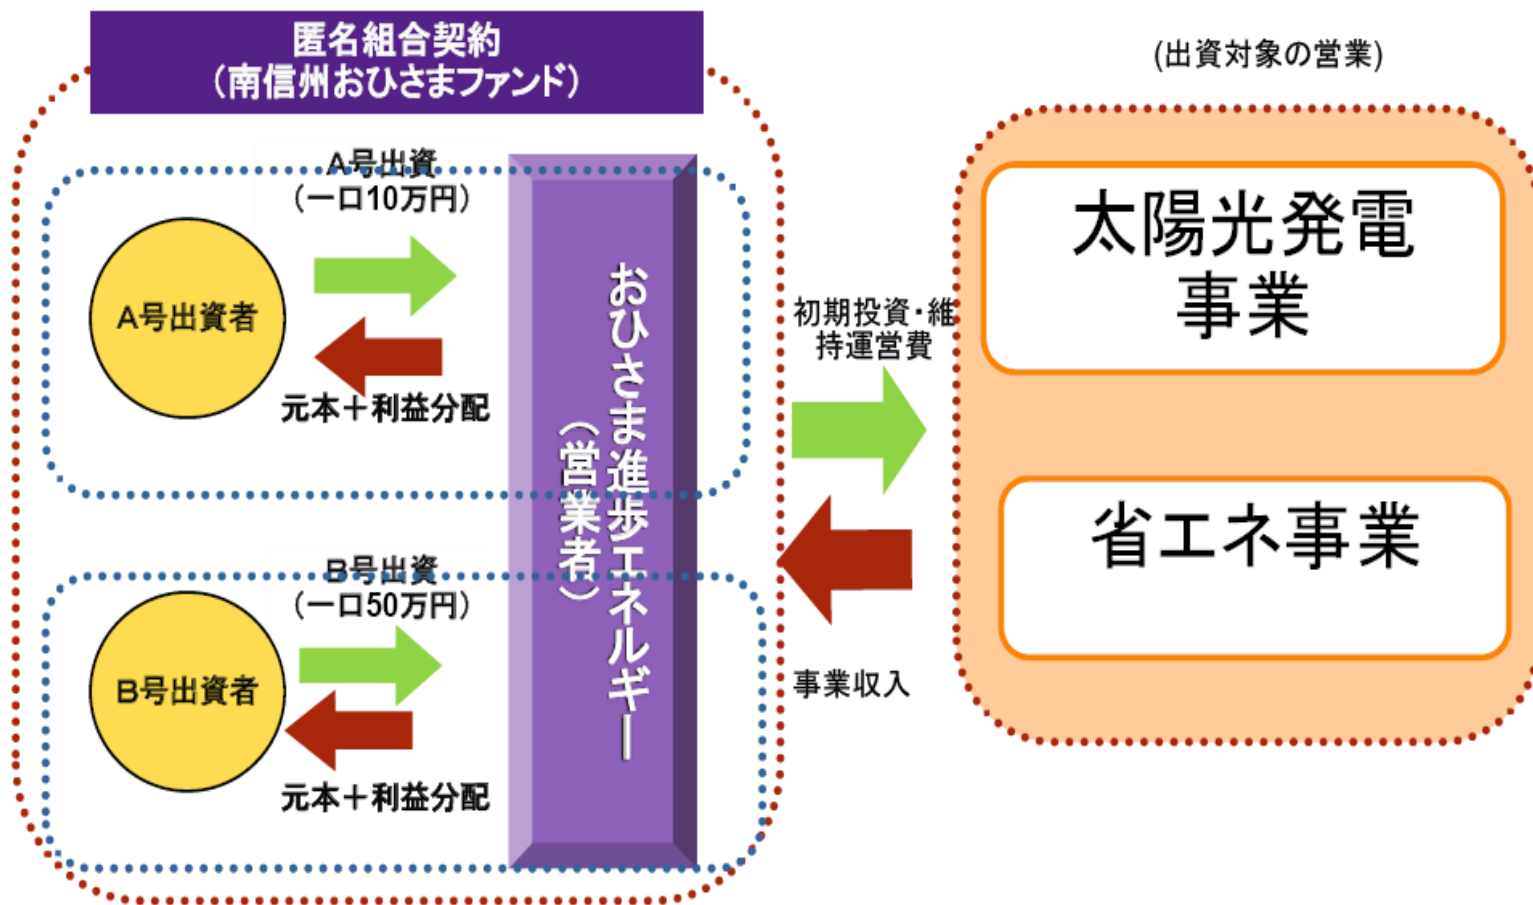 匿名組合契約
（南信州おひさまファンド）
A号出資
（一口10万円）
A号出資者
元本＋利益分配
B号出資
（一口50万円）
B号出資者
元本＋利益分配
おひさま進歩エネルギー
（営業者）
初期投資・維
持運営費
事業収入
(出資対象の営業)
太陽光発電
事業
省エネ事業